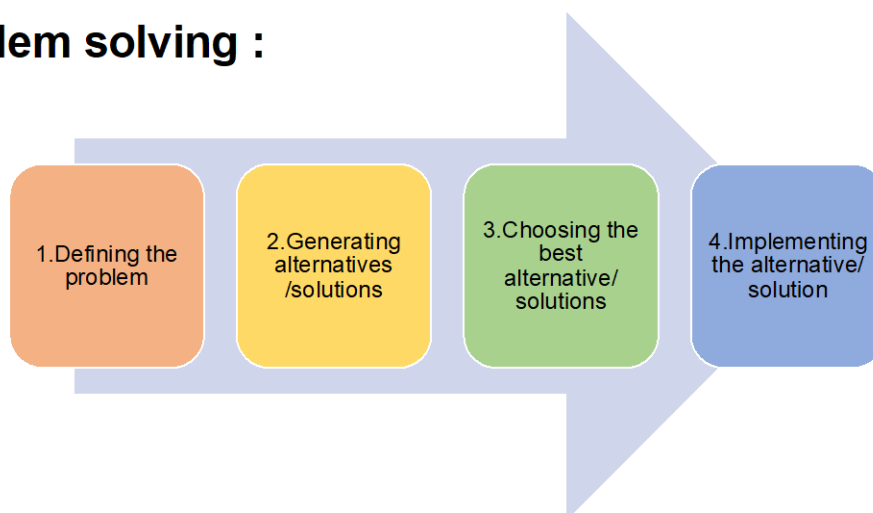 lem solving :
1.Defining the
problem
2.Generating
alternatives
/solutions
3.Choosing the
best
alternative/
solutions
4.Implementing
the alternative/
solution